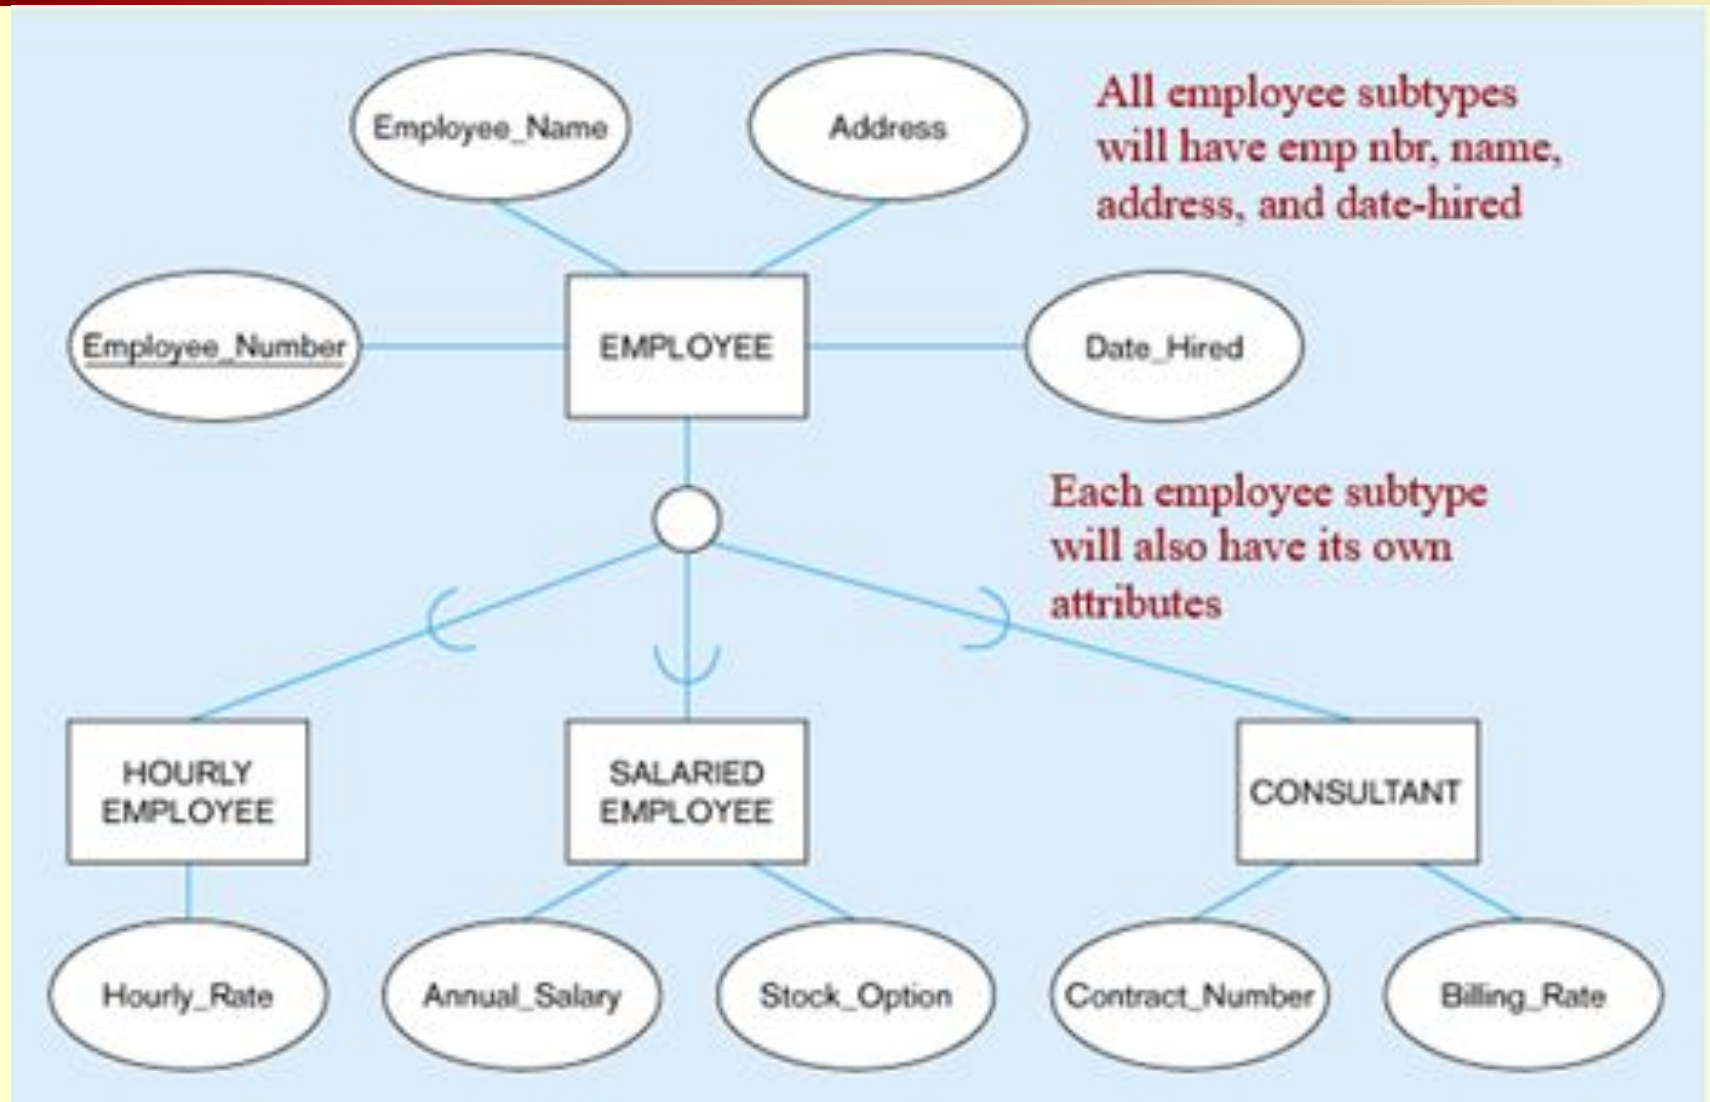 Employee_Name
Address
All employee subtypes
will have emp nbr, name,
address, and date-hired
Employee_Number
EMPLOYEE
Date_Hired
Each employee subtype
will also have its own
attributes
HOURLY
EMPLOYEE
SALARIED
EMPLOYEE
CONSULTANT
Hourly_Rate
Annual_Salary
Stock_Option
Contract_Number
Billing_Rate